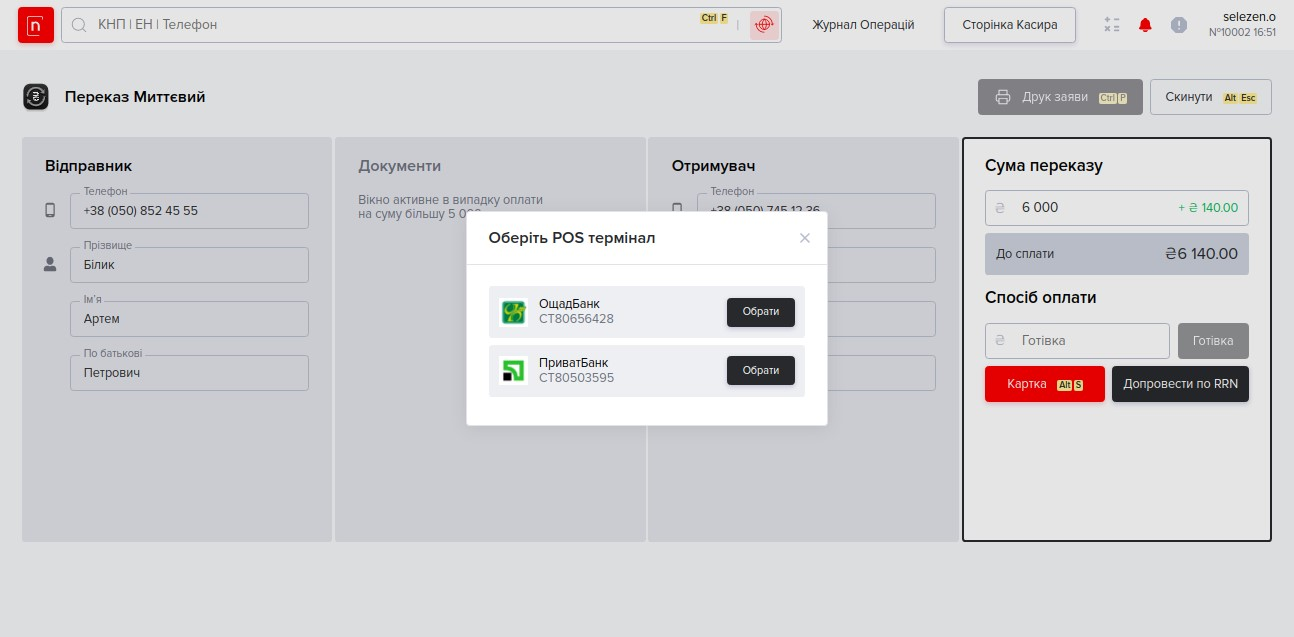 n
КНП | ЕН | Телефон
Ctrl F
Журнал Операцій
Сторінка Касира
selezen.o
№10002 16:51
Переказ Миттєвий
Друк заяви Ctrl P
Скинути Alt Esc
Відправник
Телефон
+38 (050) 852 45 55
Прізвище
Білик
Ім'я
Артем
По батькові
Петрович
Документи
Вікно активне в випадку оплати
на суму більшу 5 000
Отримувач
Телефон
+38 (050) 745 12 36
Оберіть POS термінал
ОщадБанк
CT80656428
Обрати
ПриватБанк
CT80503595
Обрати
Сума переказу
₴ 6 000 + ₴ 140.00
До сплати ₴6 140.00
Спосіб оплати
₴ Готівка
Готівка
Картка Alt S
Допровести по RRN